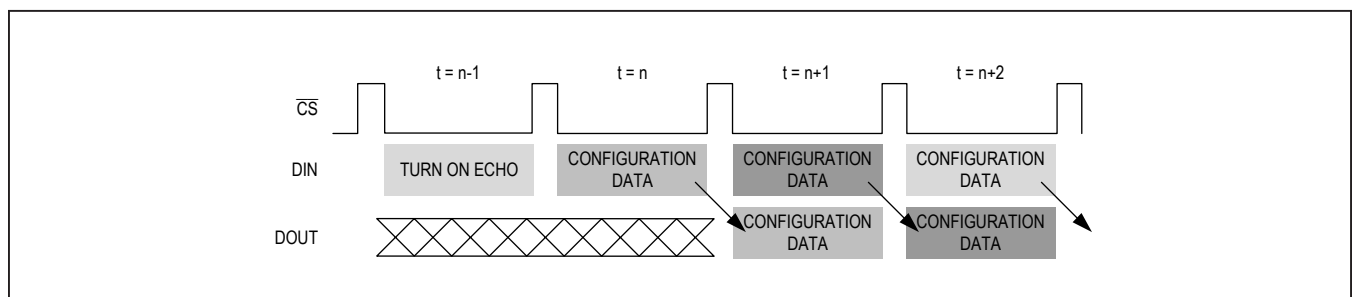 t = n-1 t = n t = n+1 t = n+2
CS
DIN TURN ON ECHO CONFIGURATION DATA CONFIGURATION DATA CONFIGURATION DATA
DOUT CONFIGURATION DATA CONFIGURATION DATA